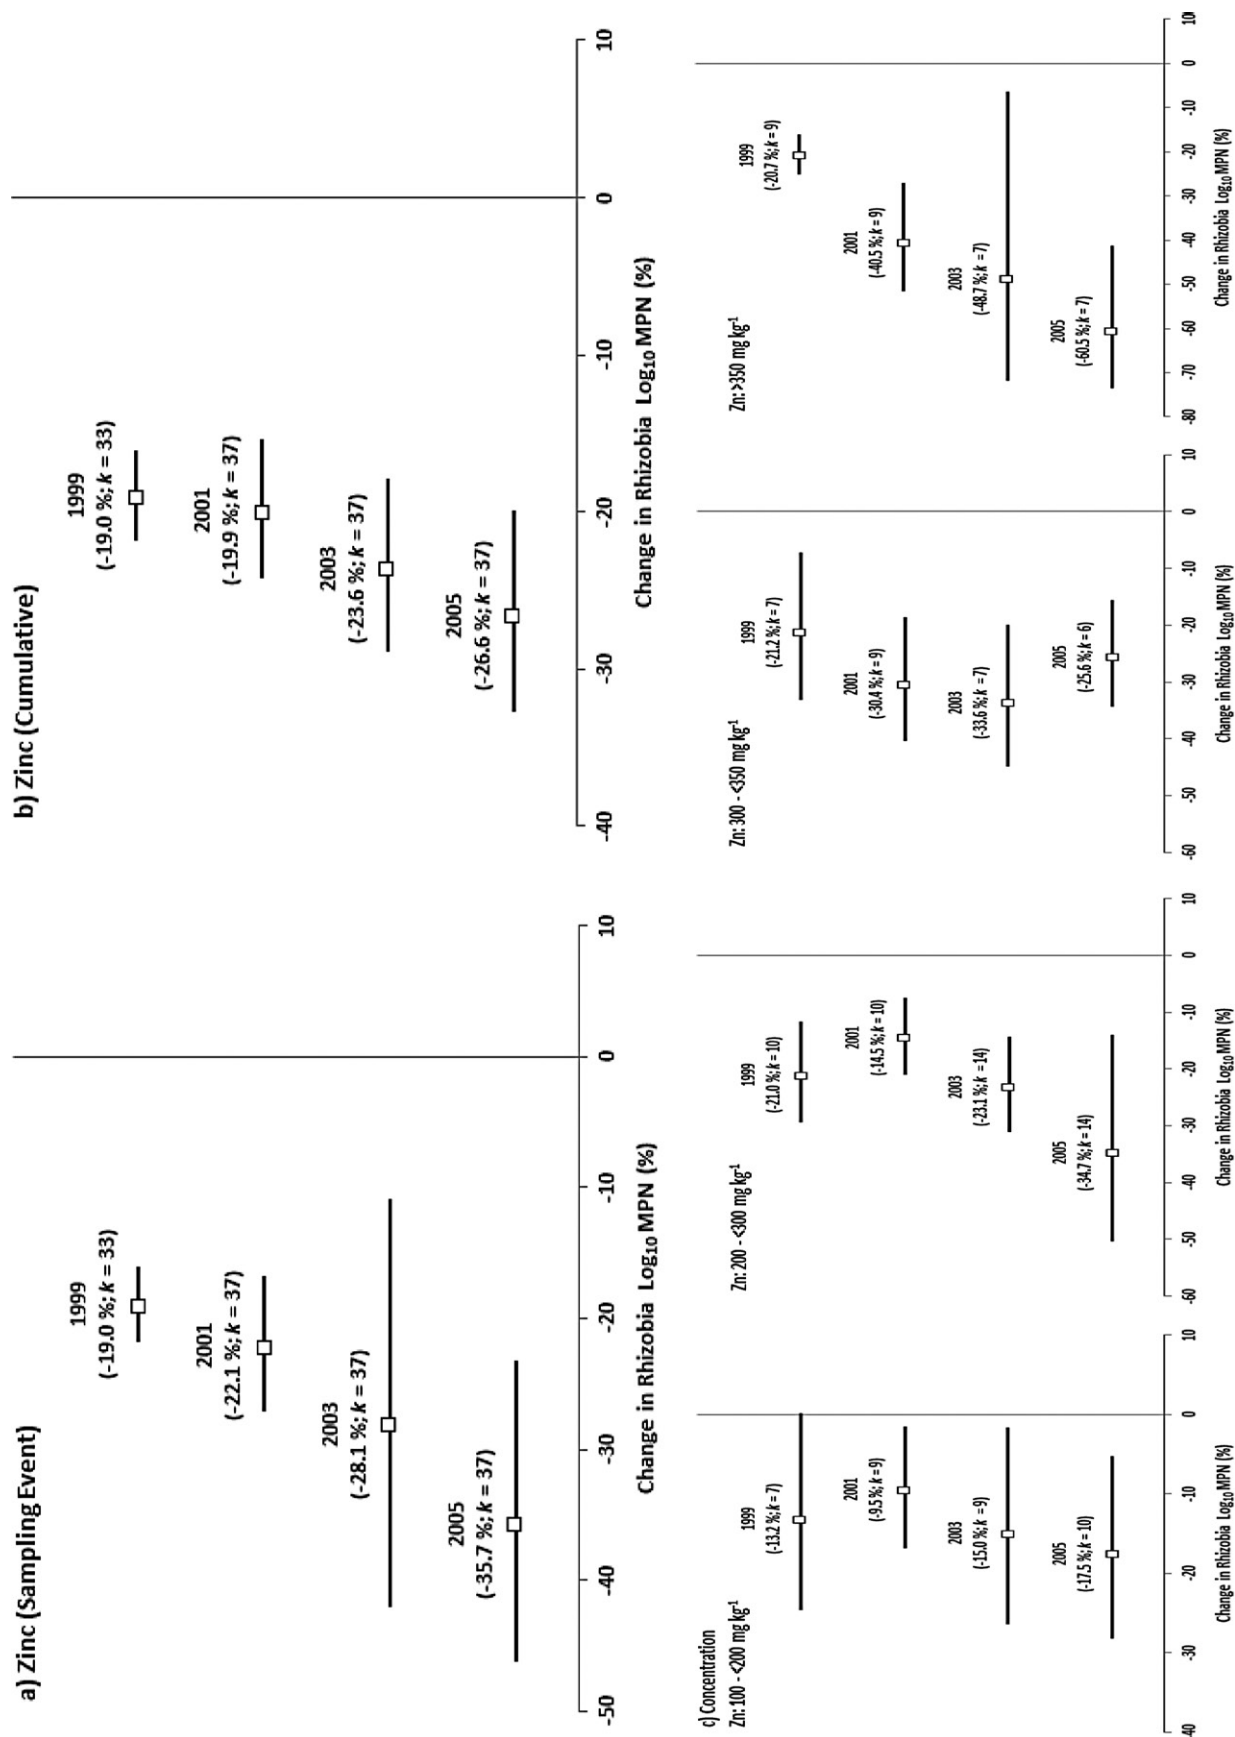 a) Zinc (Sampling Event)
1999
(-19.0 %; k = 33)
2001
(-22.1 %; k = 37)
2003
(-28.1 %; k = 37)
2005
(-35.7 %; k = 37)
-50 -40 -30 -20 -10 0 10
Change in Rhizobia Log10 MPN (%)
b) Zinc (Cumulative)
1999
(-19.0 %; k = 33)
2001
(-19.9 %; k = 37)
2003
(-23.6 %; k = 37)
2005
(-26.6 %; k = 37)
-40 -30 -20 -10 0 10
Change in Rhizobia Log10 MPN (%)
c) Concentration
Zn: 100 - <200 mg kg-1
1999
(-13.2 %; k = 7)
2001
(-9.5 %; k = 9)
2003
(-15.0 %; k = 9)
2005
(-17.5 %; k = 10)
-40 -30 -20 -10 0 10
Change in Rhizobia Log10 MPN (%)
Zn: 200 - <300 mg kg-1
1999
(-21.0 %; k = 10)
2001
(-14.5 %; k = 10)
2003
(-23.1 %; k = 14)
2005
(-34.7 %; k = 14)
-60 -50 -40 -30 -20 -10 0 10
Change in Rhizobia Log10 MPN (%)
Zn: 300 - <350 mg kg-1
1999
(-21.2 %; k = 7)
2001
(-30.4 %; k = 9)
2003
(-33.6 %; k = 7)
2005
(-25.6 %; k = 6)
-60 -50 -40 -30 -20 -10 0 10
Change in Rhizobia Log10 MPN (%)
Zn: >350 mg kg-1
1999
(-20.7 %; k = 9)
2001
(-40.5 %; k = 9)
2003
(-48.7 %; k = 7)
2005
(-60.5 %; k = 7)
-80 -70 -60 -50 -40 -30 -20 -10 0 10
Change in Rhizobia Log10 MPN (%)